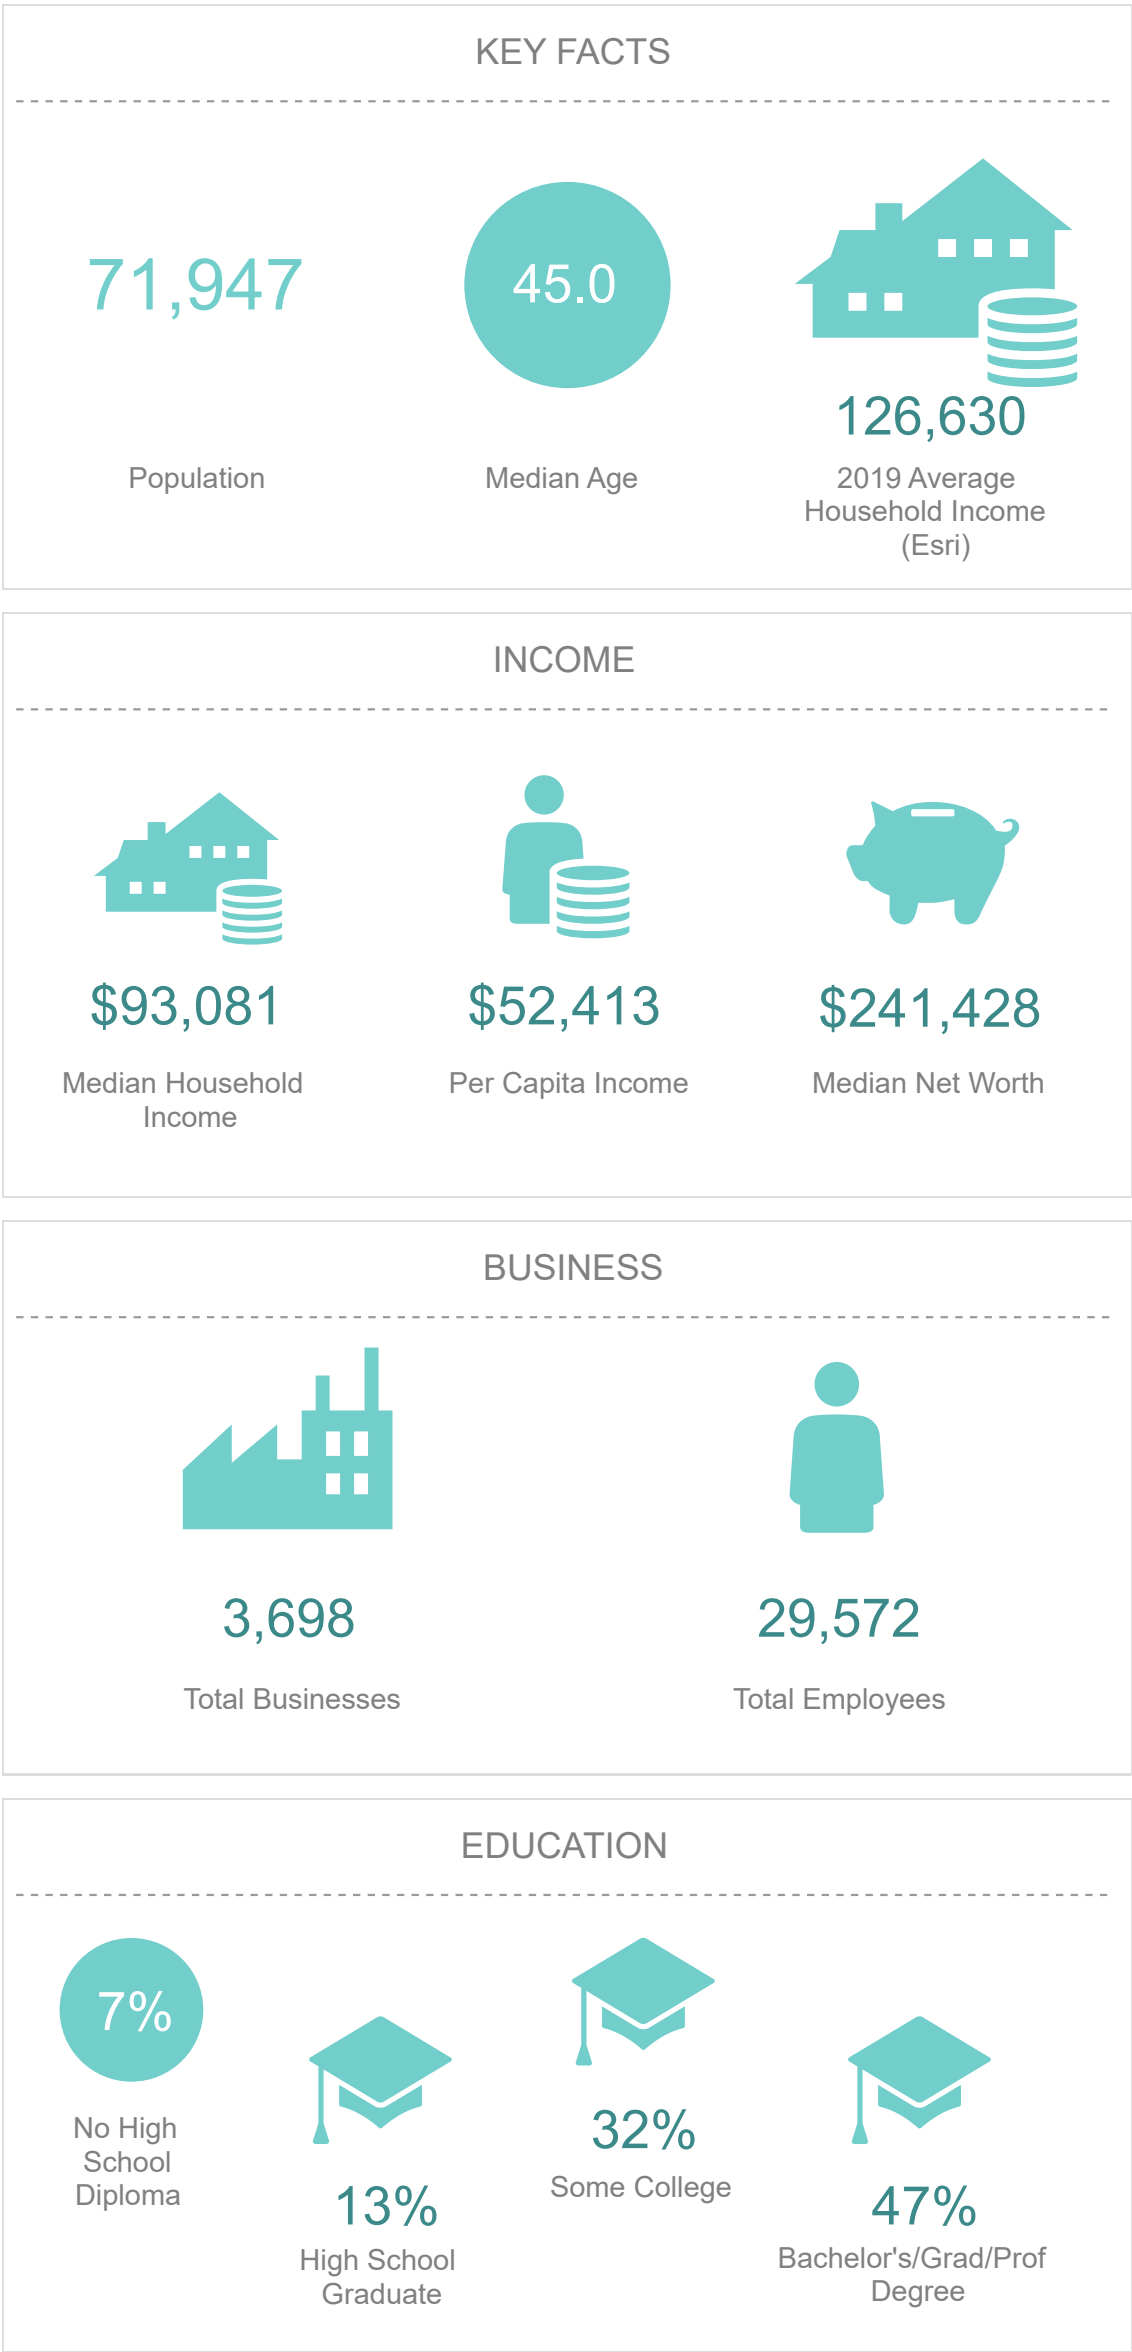 KEY FACTS
71,947
45.0
126,630
Population
Median Age
2019 Average
Household Income
(Esri)
INCOME
$93,081
$52,413
$241,428
Median Household
Income
Per Capita Income
Median Net Worth
BUSINESS
3,698
29,572
Total Businesses
Total Employees
EDUCATION
7%
No High
School
Diploma
13%
High School
Graduate
32%
Some College
47%
Bachelor's/Grad/Prof
Degree